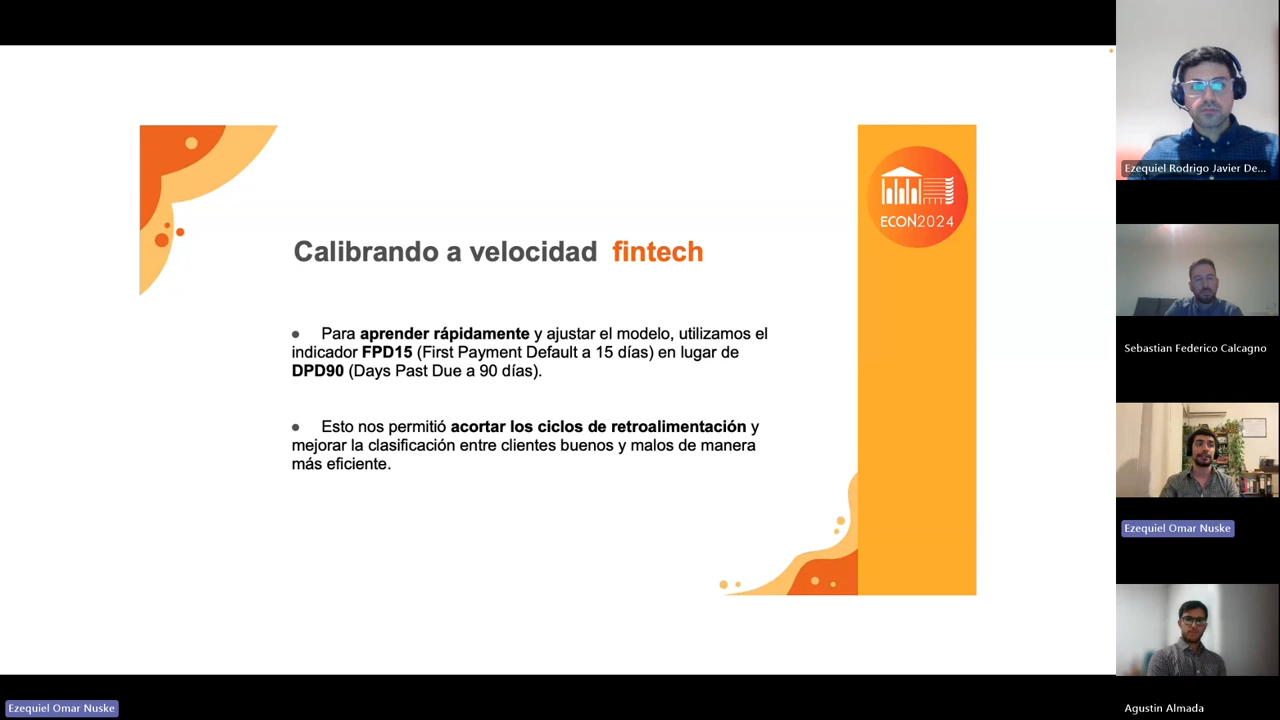 ECON2024
Calibrando a velocidad fintech
● Para aprender rápidamente y ajustar el modelo, utilizamos el
indicador FPD15 (First Payment Default a 15 días) en lugar de
DPD90 (Days Past Due a 90 días).
● Esto nos permitió acortar los ciclos de retroalimentación y
mejorar la clasificación entre clientes buenos y malos de manera
más eficiente.
Ezequiel Rodrigo Javier De...
Sebastian Federico Calcagno
Ezequiel Omar Nuske
Agustin Almada
Ezequiel Omar Nuske